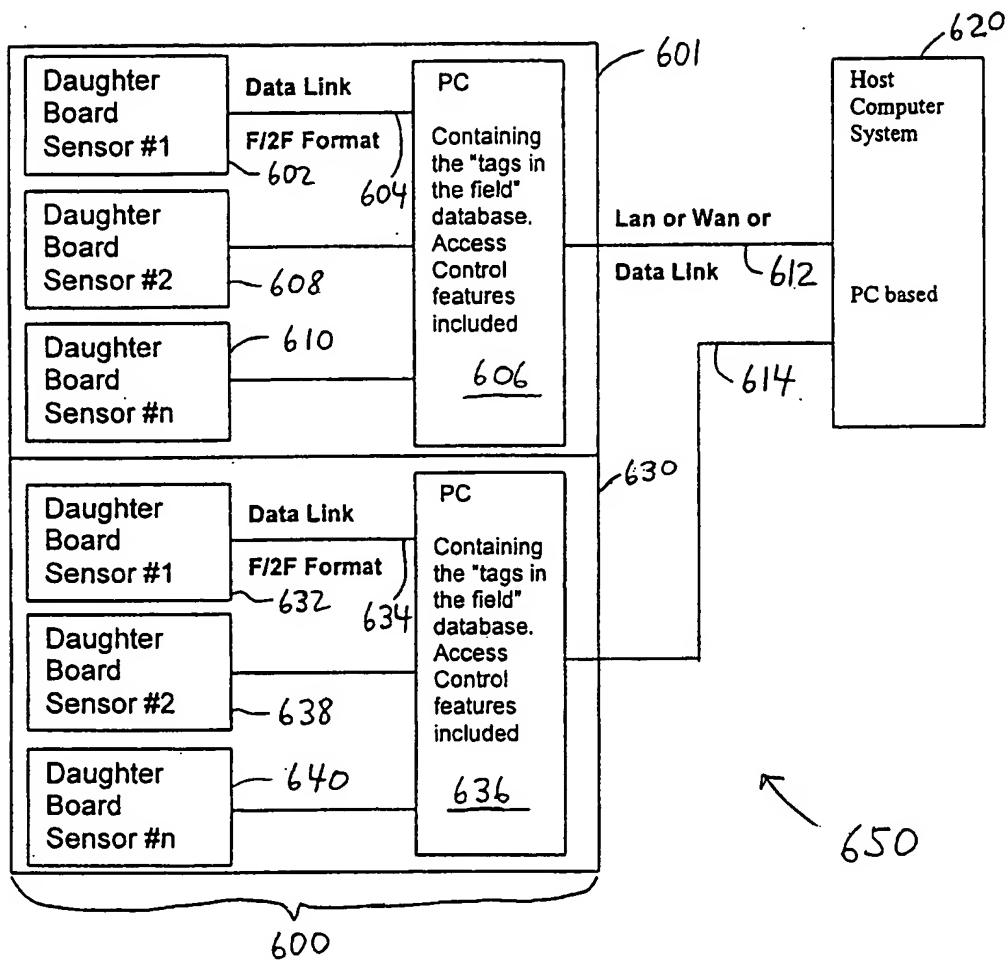 620
601
Daughter
Board
Sensor #1
Data Link
F/2F Format
602
604
PC
Containing
the "tags in
the field"
database.
Access
Control
features
included
606
Host
Computer
System
PC based
Daughter
Board
Sensor #2
608
Lan or Wan or
Data Link
612
Daughter
Board
Sensor #n
610
614
630
Daughter
Board
Sensor #1
Data Link
F/2F Format
632
634
PC
Containing
the "tags in
the field"
database.
Access
Control
features
included
636
Daughter
Board
Sensor #2
638
Daughter
Board
Sensor #n
640
650
600